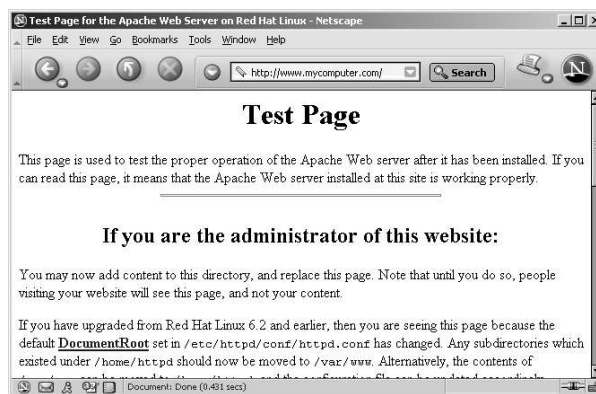 Test Page for the Apache Web Server on Red Hat Linux - Netscape
File Edit View Go Bookmarks Tools Window Help
http://www.mycomputer.com/ Search N
Test Page
This page is used to test the proper operation of the Apache Web server after it has been installed. If you
can read this page, it means that the Apache Web server installed at this site is working properly.
If you are the administrator of this website:
You may now add content to this directory, and replace this page. Note that until you do so, people
visiting your website will see this page, and not your content.
If you have upgraded from Red Hat Linux 6.2 and earlier, then you are seeing this page because the
default DocumentRoot set in /etc/httpd/conf/httpd.conf has changed. Any subdirectories which
existed under /home/httpd should now be moved to /var/www. Alternatively, the contents of
Document: Done (0.431 secs)